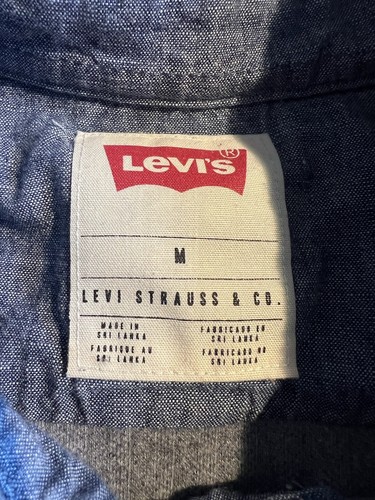 Levi's®
M
LEVI STRAUSS & CO.
MADE IN
SRI LANKA
FABRIQUE AU
SRI LANKA
FABRICADO EN
SRI LANKA
FABRICADO NO
SRI LANKA